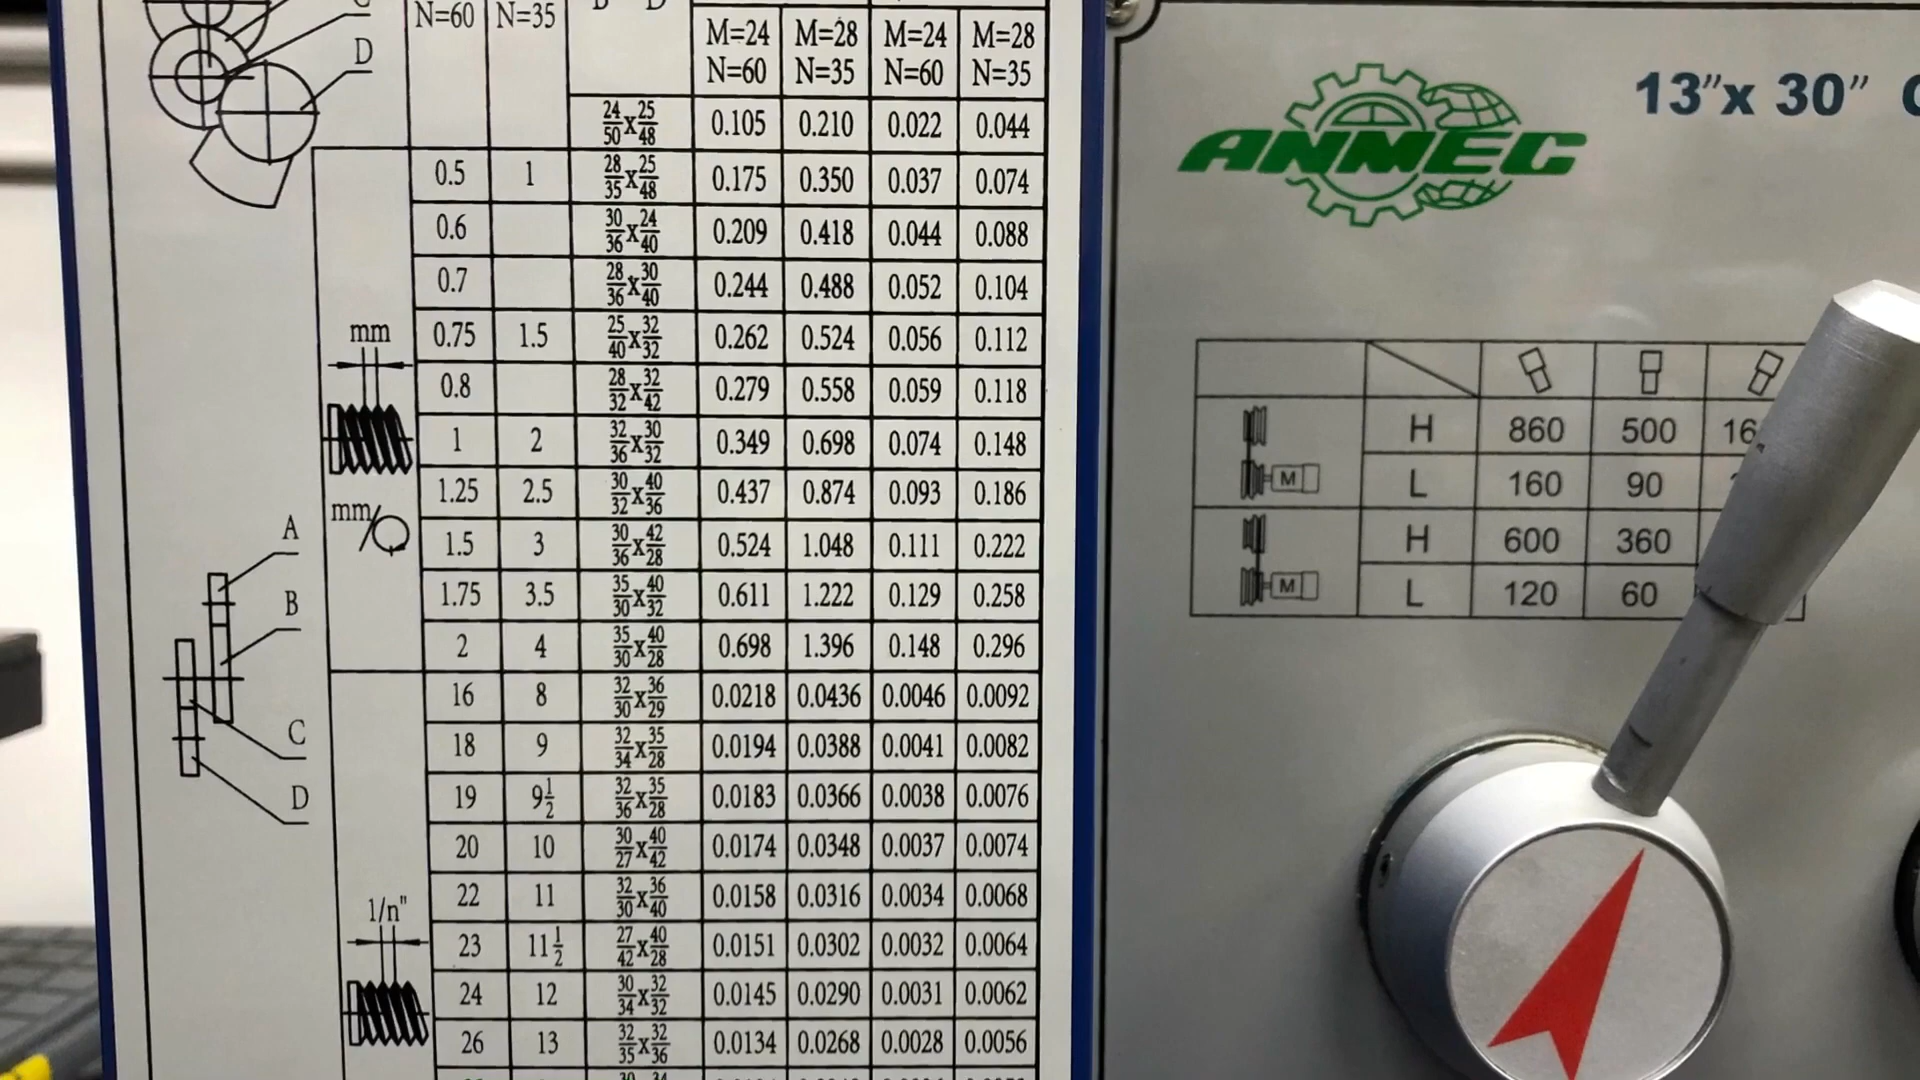 C
D
N=60 N=35
M=24 M=28 M=24 M=28
N=60 N=35 N=60 N=35
24/50 X 25/48 0.105 0.210 0.022 0.044
0.5 1 28/35 X 25/48 0.175 0.350 0.037 0.074
0.6 30/36 X 24/40 0.209 0.418 0.044 0.088
0.7 28/36 X 30/40 0.244 0.488 0.052 0.104
mm
0.75 1.5 25/40 X 32/32 0.262 0.524 0.056 0.112
0.8 28/32 X 32/42 0.279 0.558 0.059 0.118
1 2 32/36 X 30/32 0.349 0.698 0.074 0.148
1.25 2.5 30/32 X 40/36 0.437 0.874 0.093 0.186
mm/
1.5 3 30/36 X 42/28 0.524 1.048 0.111 0.222
1.75 3.5 35/30 X 40/32 0.611 1.222 0.129 0.258
2 4 35/30 X 40/28 0.698 1.396 0.148 0.296
A
B
C
D
16 8 32/30 X 36/29 0.0218 0.0436 0.0046 0.0092
18 9 32/34 X 35/28 0.0194 0.0388 0.0041 0.0082
19 9 1/2 32/36 X 35/28 0.0183 0.0366 0.0038 0.0076
20 10 30/27 X 40/42 0.0174 0.0348 0.0037 0.0074
22 11 32/30 X 36/40 0.0158 0.0316 0.0034 0.0068
1/n"
23 11 1/2 27/42 X 40/28 0.0151 0.0302 0.0032 0.0064
24 12 30/34 X 32/32 0.0145 0.0290 0.0031 0.0062
26 13 32/35 X 32/36 0.0134 0.0268 0.0028 0.0056
ANMEC
13"x 30"
H 860 500 16
M L 160 90
H 600 360
M L 120 60